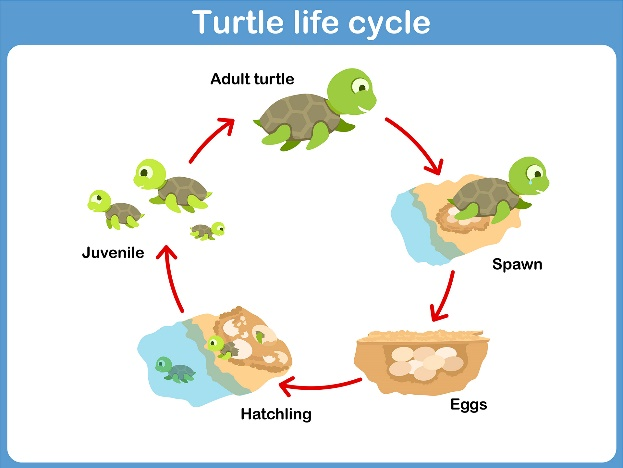 Turtle life cycle
Adult turtle
Spawn
Eggs
Hatchling
Juvenile